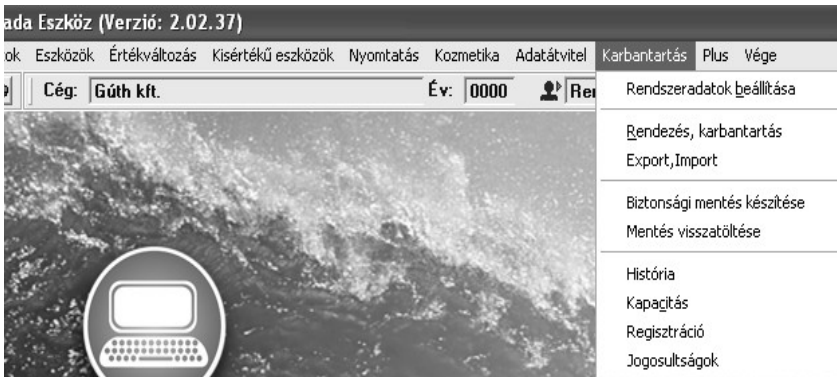 ada Eszköz (Verzió: 2.02.37)
ok Eszközök Értékváltozás Kisértékű eszközök Nyomtatás Kozmetika Adatátvitel Karbantartás Plus Vége
Cég: Gúth kft. Év: 0000 Re
Rendszeradatok beállítása
Rendezés, karbantartás
Export,Import
Biztonsági mentés készítése
Mentés visszatöltése
História
Kapacitás
Regisztráció
Jogosultságok